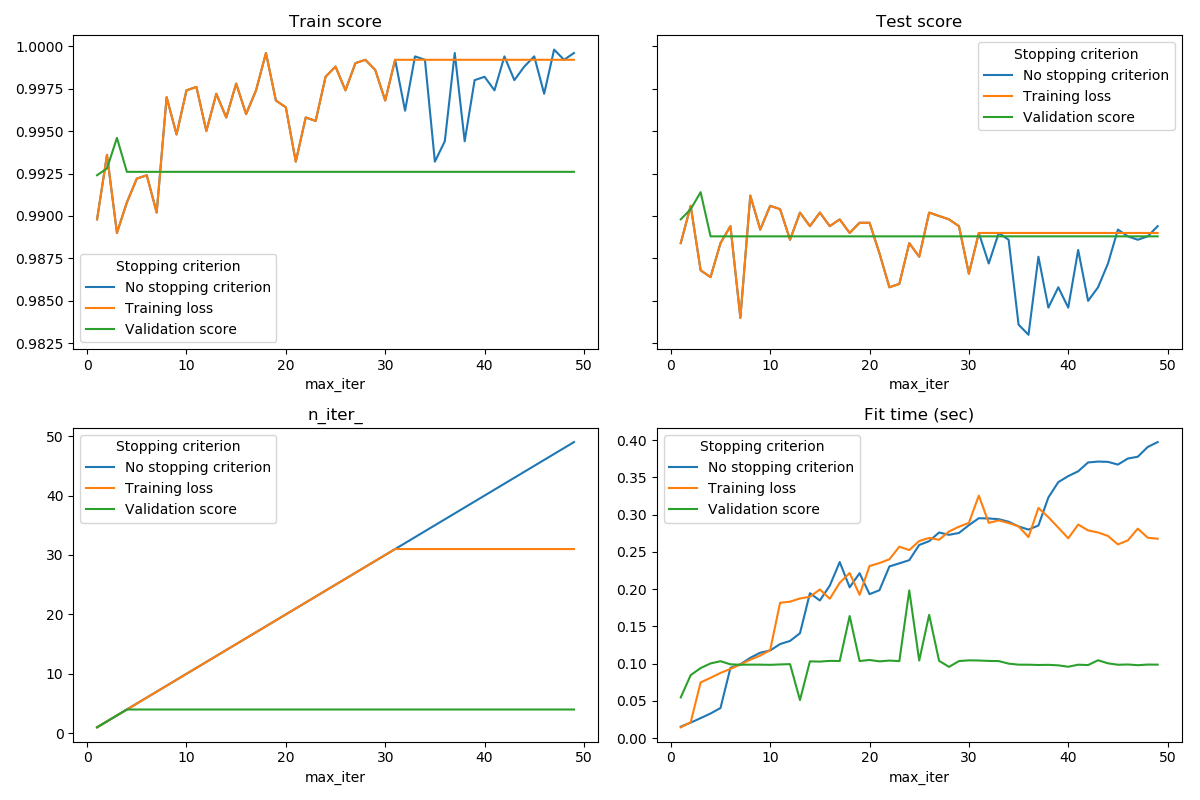 Train score
1.0000
0.9975
0.9950
0.9925
0.9900
0.9875
0.9850
0.9825
Stopping criterion
No stopping criterion
Training loss
Validation score
0 10 20 30 40 50
max_iter
Test score
Stopping criterion
No stopping criterion
Training loss
Validation score
0 10 20 30 40 50
max_iter
n_iter_
50
40
30
20
10
0
Stopping criterion
No stopping criterion
Training loss
Validation score
0 10 20 30 40 50
max_iter
Fit time (sec)
0.40
0.35
0.30
0.25
0.20
0.15
0.10
0.05
0.00
Stopping criterion
No stopping criterion
Training loss
Validation score
0 10 20 30 40 50
max_iter